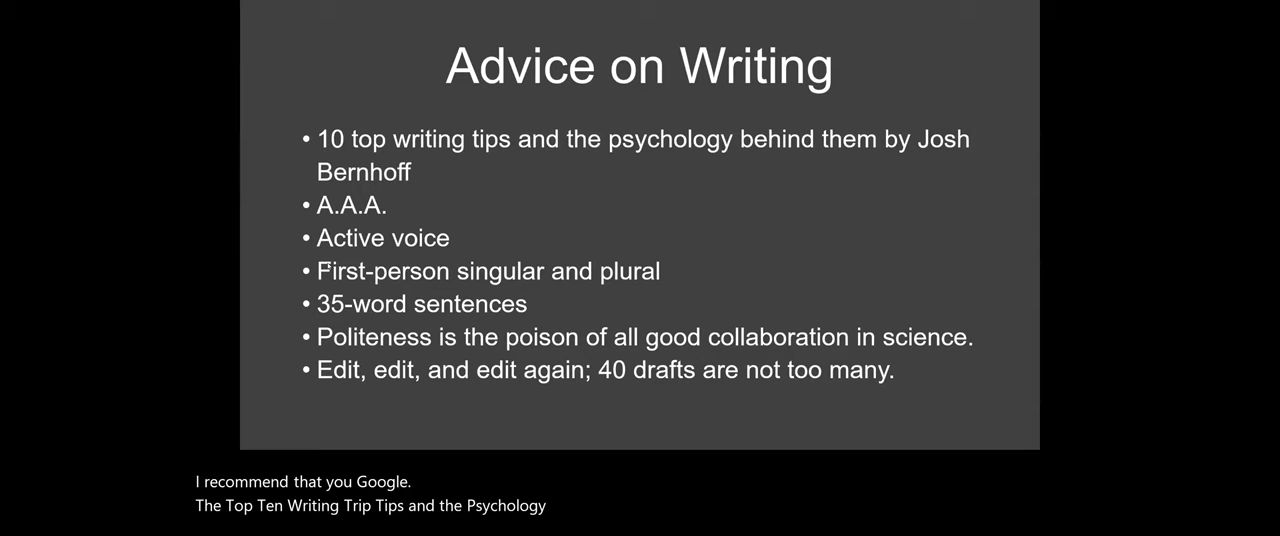 Advice on Writing
• 10 top writing tips and the psychology behind them by Josh
Bernhoff
• A.A.A.
• Active voice
• First-person singular and plural
• 35-word sentences
• Politeness is the poison of all good collaboration in science.
• Edit, edit, and edit again; 40 drafts are not too many.
I recommend that you Google.
The Top Ten Writing Trip Tips and the Psychology